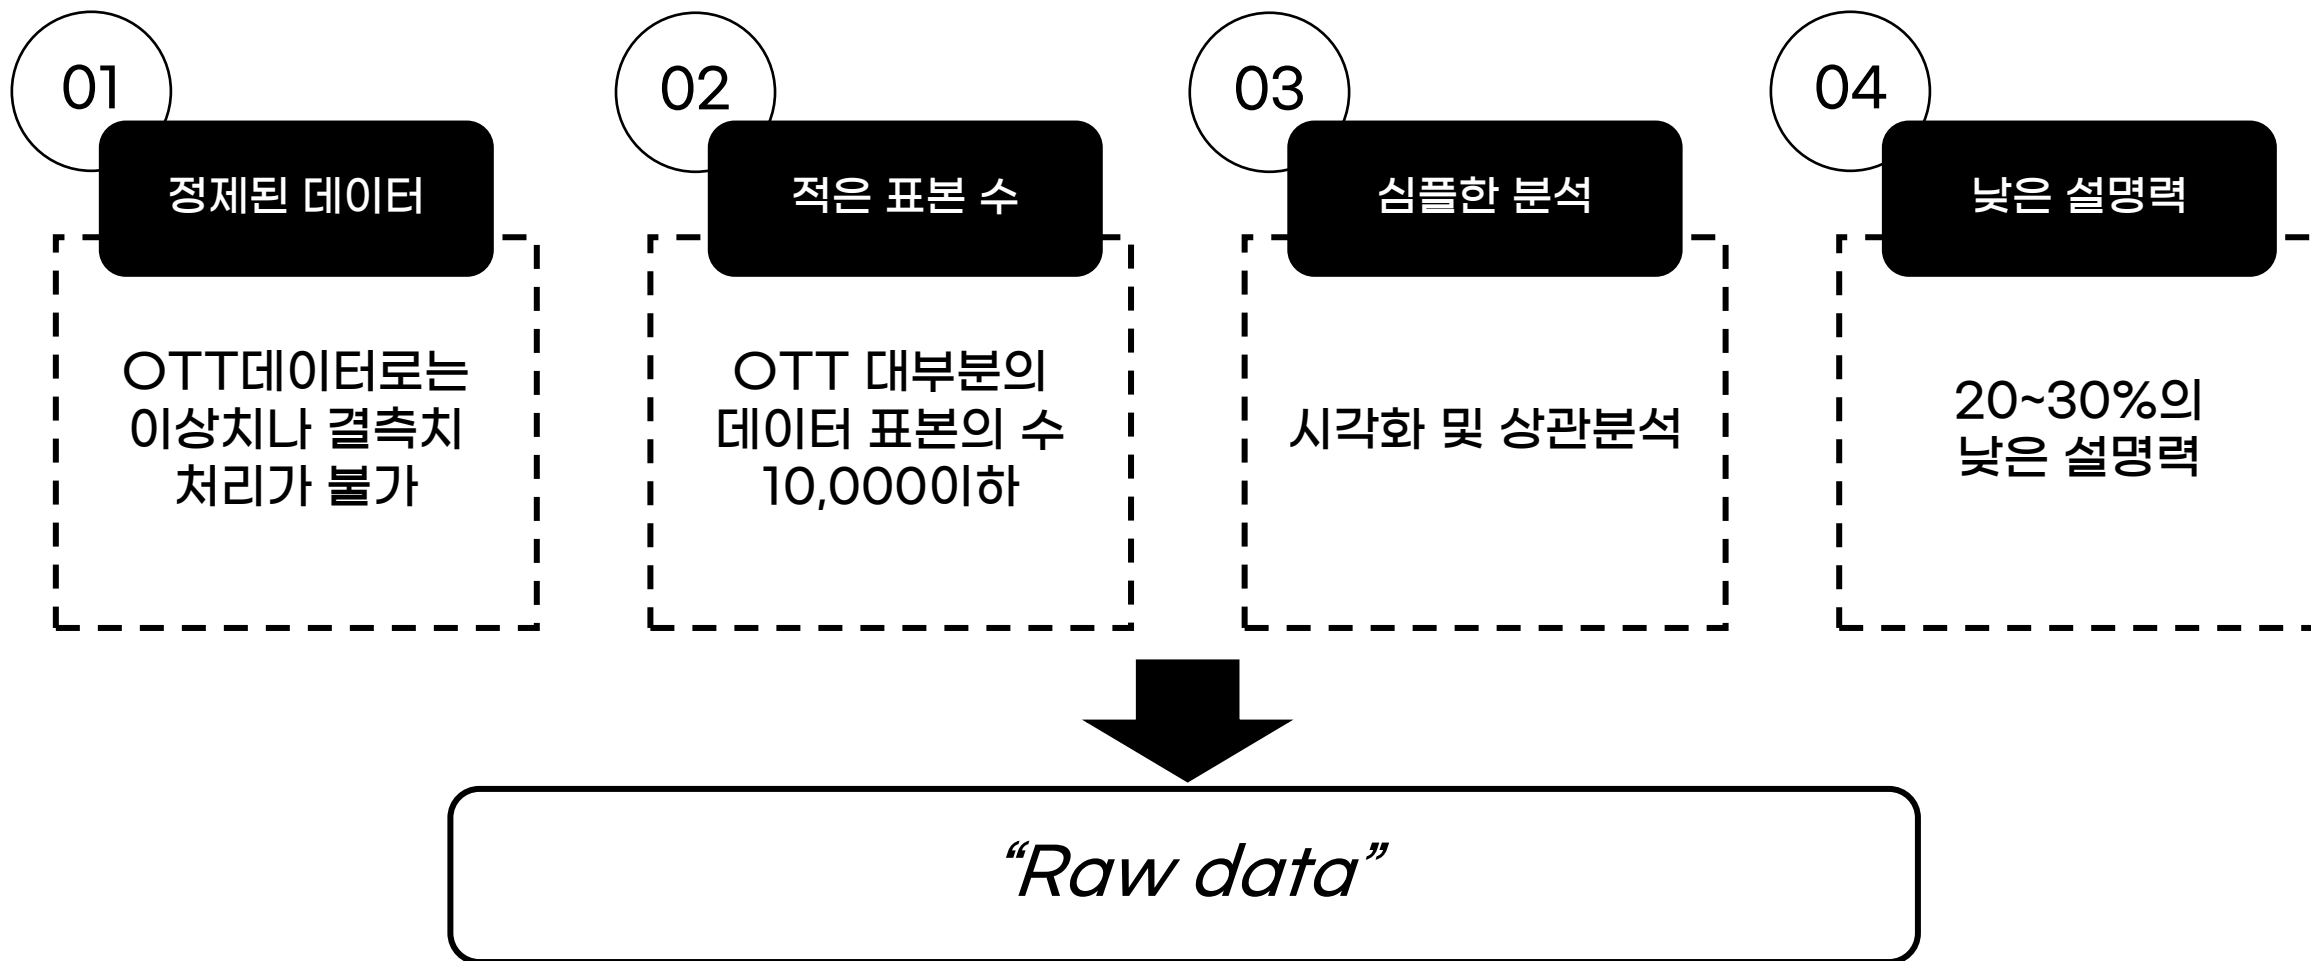 01
정제된 데이터
OTT데이터로는
이상치나 결측치
처리가 불가
02
적은 표본 수
OTT 대부분의
데이터 표본의 수
10,000이하
03
심플한 분석
시각화 및 상관분석
04
낮은 설명력
20~30%의
낮은 설명력
“Raw data”